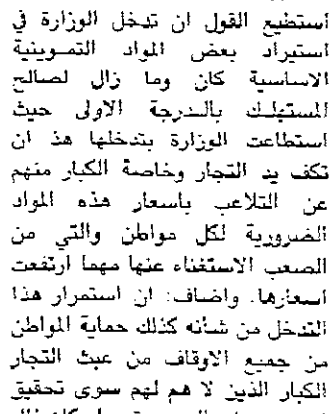 استطيع القول ان تدخل الوزارة في
استيراد بعض المواد التموينية
الاساسية كان وما زال لصالح
المستهلك بالدرجة الاولى حيث
استطاعت الوزارة بتدخلها هذ ان
تكف يد التجار وخاصة الكبار منهم
عن التلاعب باسعار هذه المواد
الضرورية لكل مواطن والتي من
الصعب الاستغناء عنها مهما ارتفعت
اسعارها. واضاف: ان استمرار هذا
التدخل من شأنه كذلك حماية المواطن
من جميع الاوقاف من عبث التجار
الكبار الذين لا هم لهم سوى تحقيق